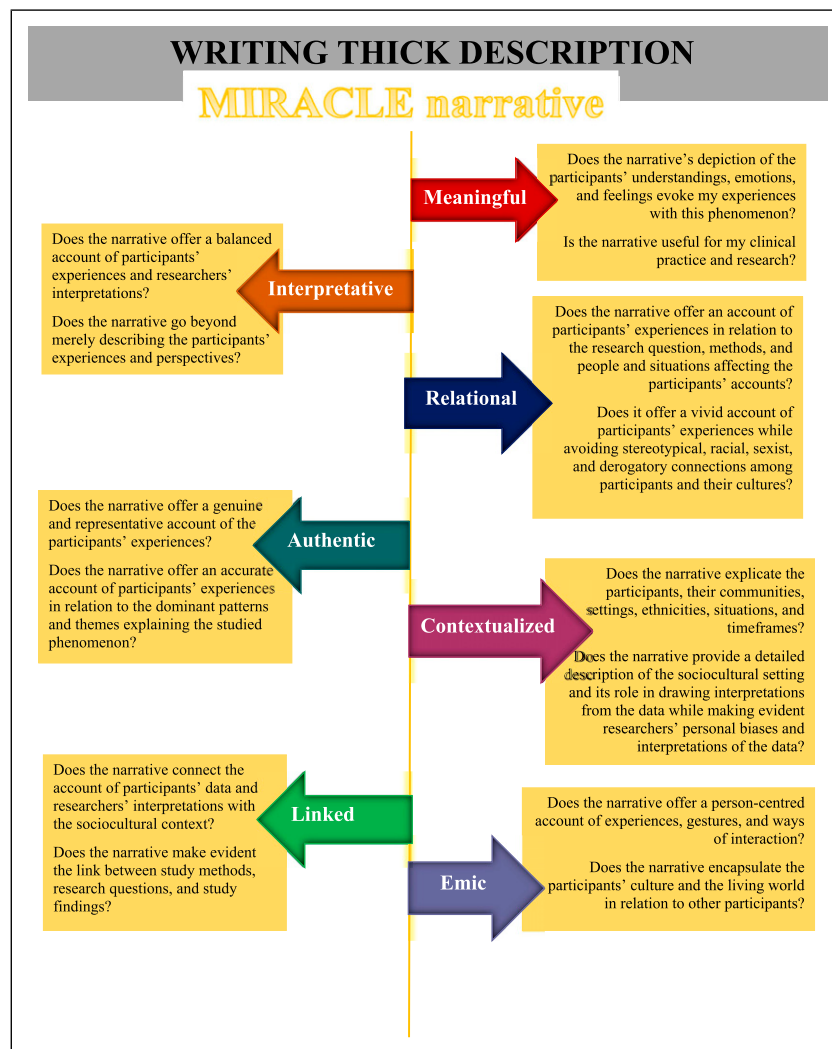 WRITING THICK DESCRIPTION
MIRACLE narrative
Meaningful
Does the narrative’s depiction of the
participants’ understandings, emotions,
and feelings evoke my experiences
with this phenomenon?
Is the narrative useful for my clinical
practice and research?
Interpretative
Does the narrative offer a balanced
account of participants’
experiences and researchers’
interpretations?
Does the narrative go beyond
merely describing the participants’
experiences and perspectives?
Relational
Does the narrative offer an account of
participants’ experiences in relation to
the research question, methods, and
people and situations affecting the
participants’ accounts?
Does it offer a vivid account of
participants’ experiences while
avoiding stereotypical, racial, sexist,
and derogatory connections among
participants and their cultures?
Authentic
Does the narrative offer a genuine
and representative account of the
participants’ experiences?
Does the narrative offer an accurate
account of participants’ experiences
in relation to the dominant patterns
and themes explaining the studied
phenomenon?
Contextualized
Does the narrative explicate the
participants, their communities,
settings, ethnicities, situations, and
timeframes?
Does the narrative provide a detailed
description of the sociocultural setting
and its role in drawing interpretations
from the data while making evident
researchers’ personal biases and
interpretations of the data?
Linked
Does the narrative connect the
account of participants’ data and
researchers’ interpretations with
the sociocultural context?
Does the narrative make evident
the link between study methods,
research questions, and study
findings?
Emic
Does the narrative offer a person-centred
account of experiences, gestures, and ways
of interaction?
Does the narrative encapsulate the
participants’ culture and the living world
in relation to other participants?